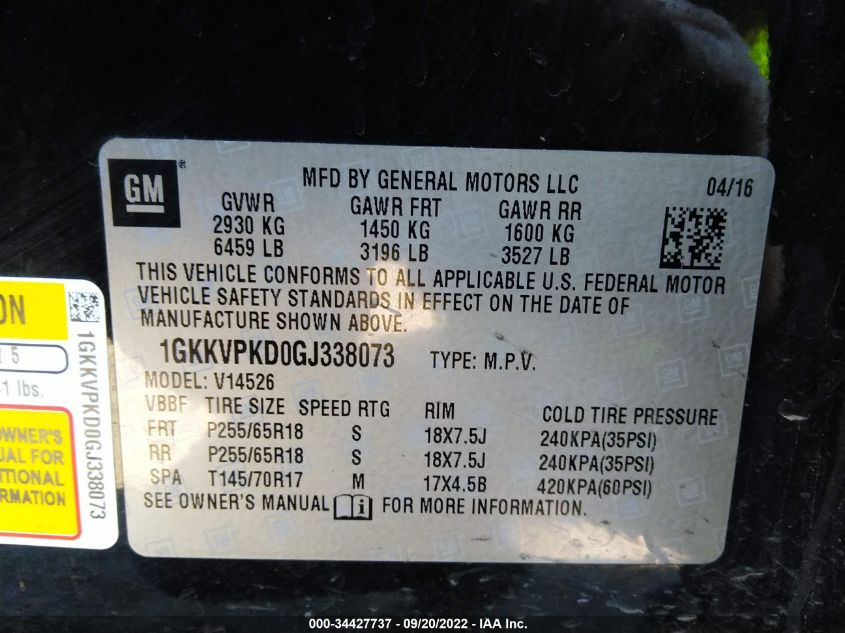 GM®
MFD BY GENERAL MOTORS LLC
04/16
GVWR GAWR FRT GAWR RR
2930 KG 1450 KG 1600 KG
6459 LB 3196 LB 3527 LB
THIS VEHICLE CONFORMS TO ALL APPLICABLE U.S. FEDERAL MOTOR
VEHICLE SAFETY STANDARDS IN EFFECT ON THE DATE OF
MANUFACTURE SHOWN ABOVE.
1GKKVPKD0GJ338073 TYPE: M.P.V.
MODEL: V14526
VBBF TIRE SIZE SPEED RTG RIM COLD TIRE PRESSURE
FRT P255/65R18 S 18X7.5J 240KPA(35PSI)
RR P255/65R18 S 18X7.5J 240KPA(35PSI)
SPA T145/70R17 M 17X4.5B 420KPA(60PSI)
SEE OWNER'S MANUAL FOR MORE INFORMATION.
ON
5
1 lbs.
OWNER'S
UAL FOR
ITIONAL
RMATION
1GKKVPKD0GJ338073
000-34427737 - 09/20/2022 - IAA Inc.